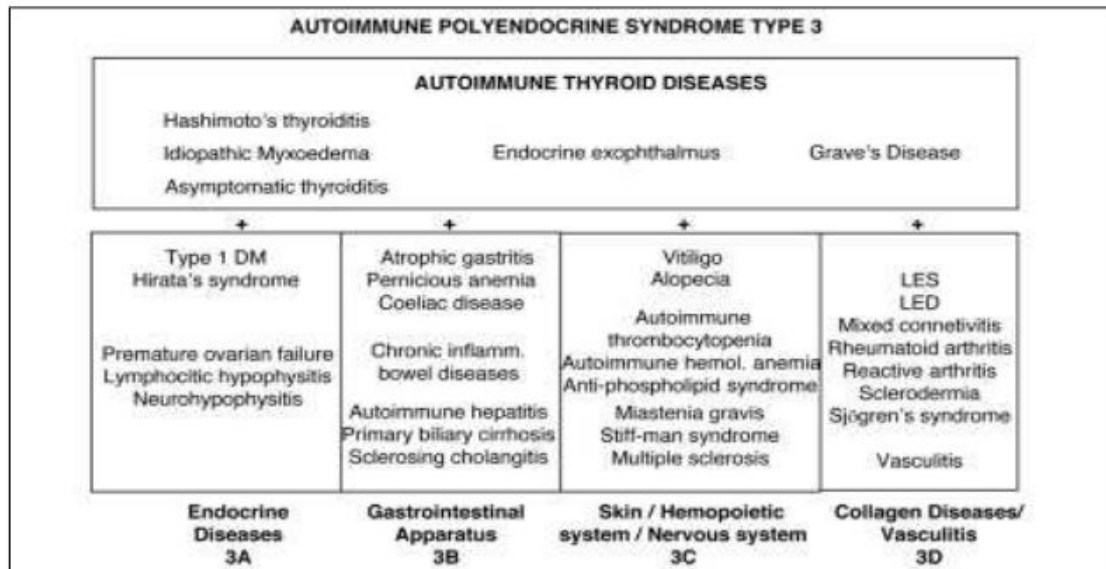 AUTOIMMUNE POLYENDOCRINE SYNDROME TYPE 3
AUTOIMMUNE THYROID DISEASES
Hashimoto's thyroiditis
Idiopathic Myxoedema
Asymptomatic thyroiditis
Endocrine exophthalmus
Grave's Disease
+
Type 1 DM
Hirata's syndrome
Premature ovarian failure
Lymphocitic hypophysitis
Neurohypophysitis
Endocrine
Diseases
3A
+
Atrophic gastritis
Pernicious anemia
Coeliac disease
Chronic inflamm.
bowel diseases
Autoimmune hepatitis
Primary biliary cirrhosis
Sclerosing cholangitis
Gastrointestinal
Apparatus
3B
+
Vitiligo
Alopecia
Autoimmune
thrombocytopenia
Autoimmune hemol. anemia
Anti-phospholipid syndrome
Miastenia gravis
Stiff-man syndrome
Multiple sclerosis
Skin / Hemopoietic
system / Nervous system
3C
+
LES
LED
Mixed connetivitis
Rheumatoid arthritis
Reactive arthritis
Sclerodermia
Sjögren's syndrome
Vasculitis
Collagen Diseases/
Vasculitis
3D